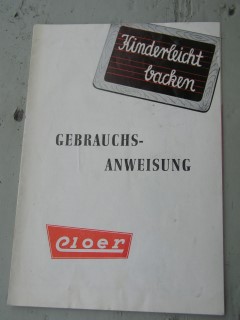 Kinderleicht
backen
GEBRAUCHS-
ANWEISUNG
Cloer